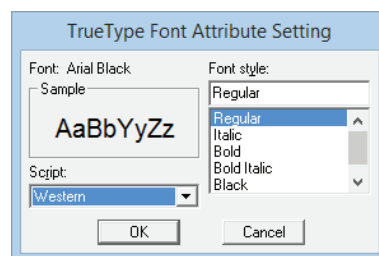 TrueType Font Attribute Setting
Font: Arial Black
Sample
AaBbYyZz
Script:
Western
Font style:
Regular
Regular
Italic
Bold
Bold Italic
Black
OK
Cancel